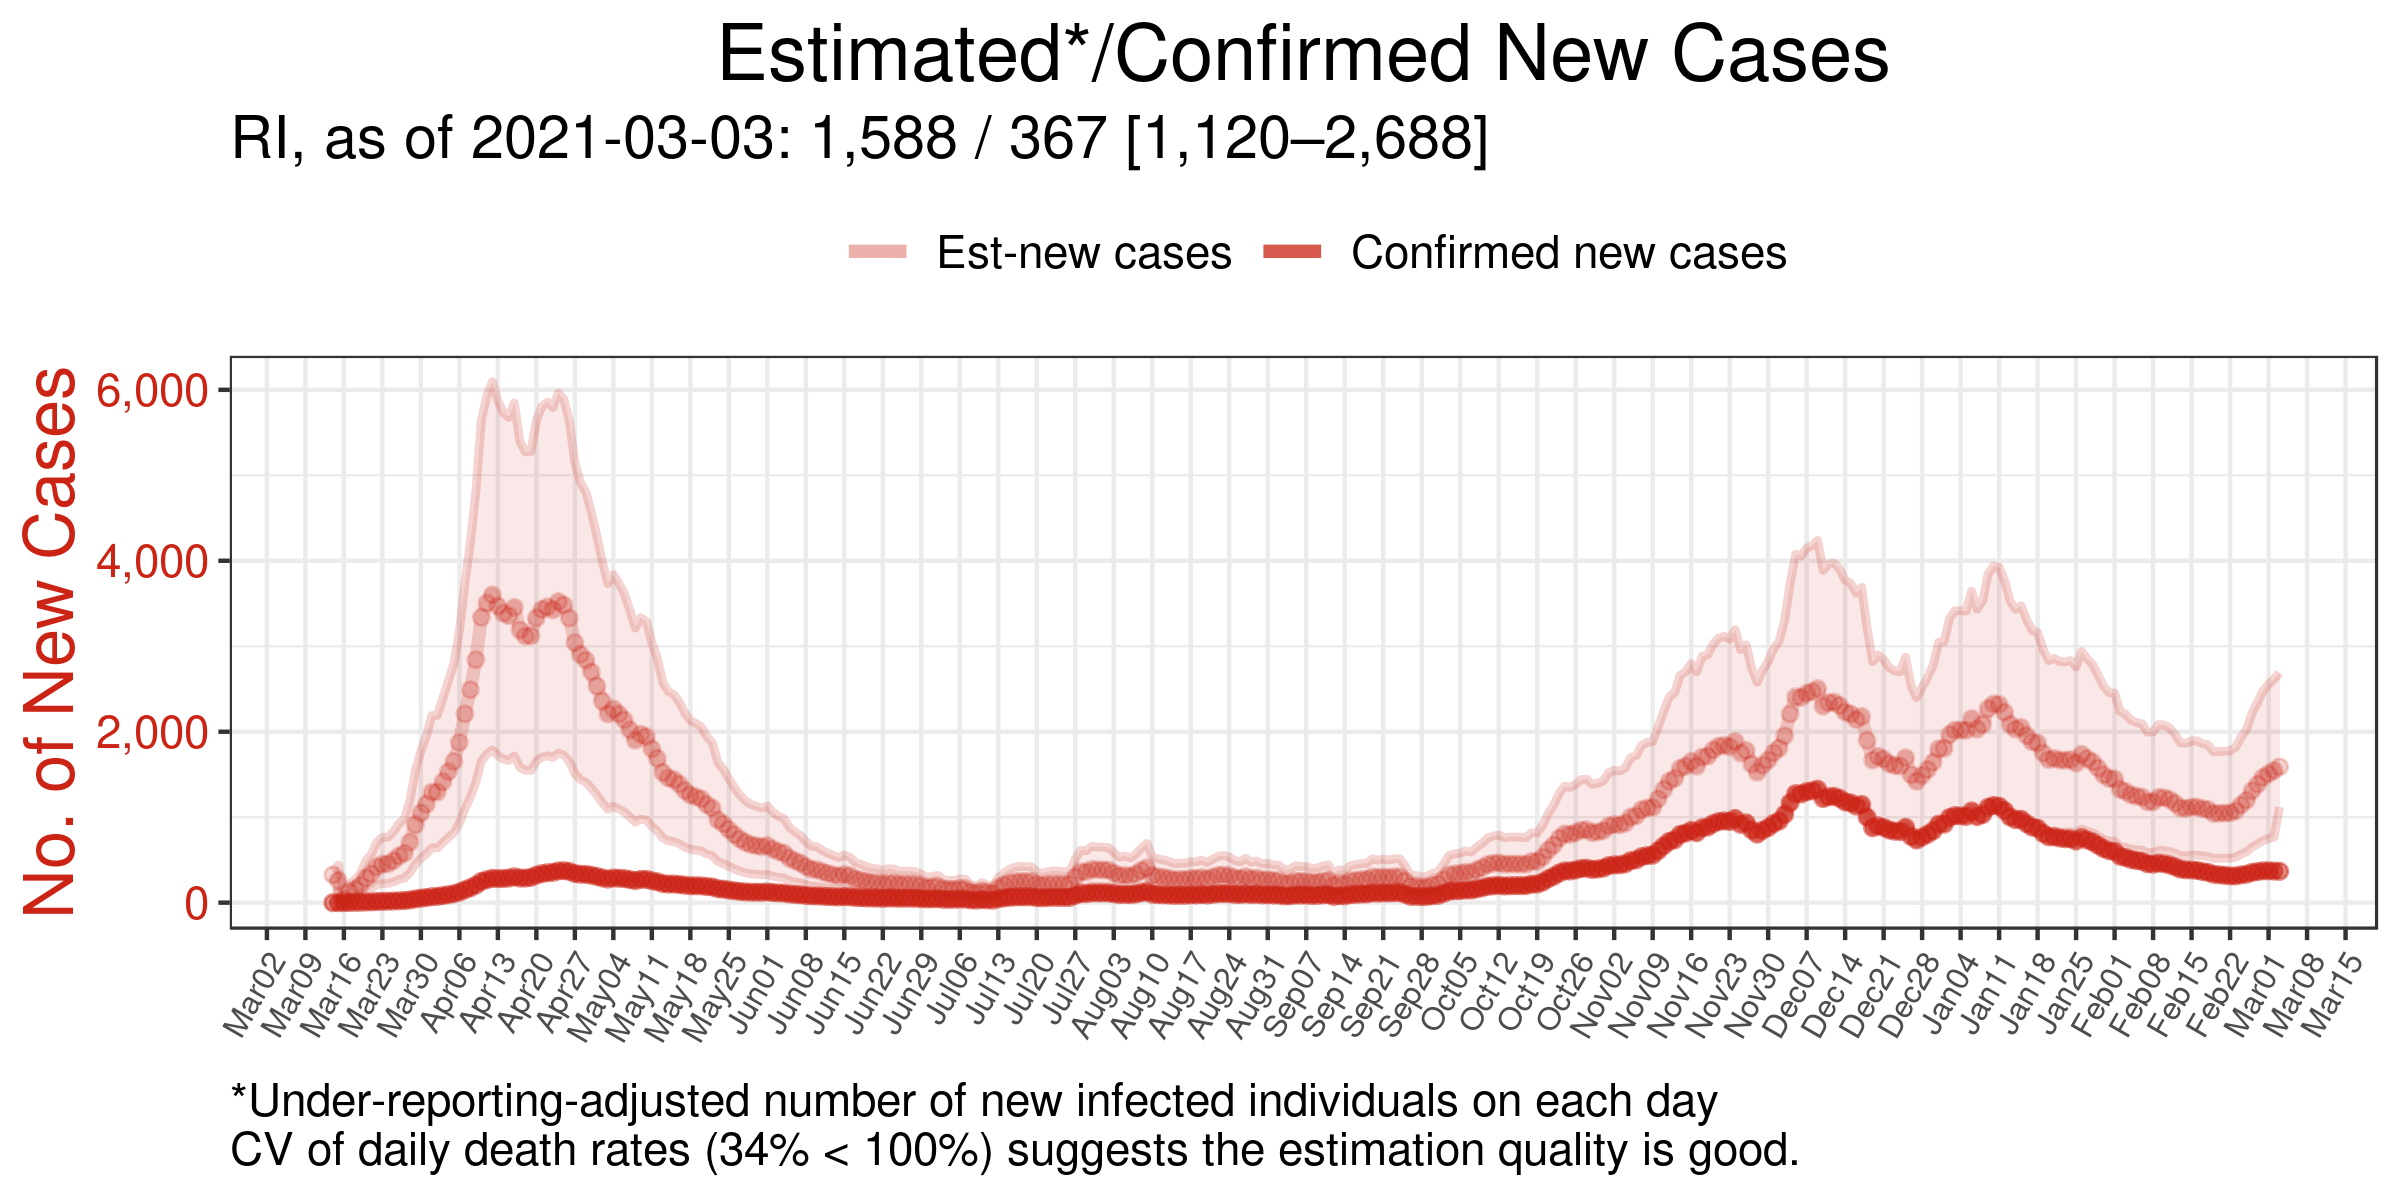 Estimated*/Confirmed New Cases
RI, as of 2021-03-03: 1,588 / 367 [1,120–2,688]
Est-new cases Confirmed new cases
No. of New Cases
6,000
4,000
2,000
0
Mar02 Mar09 Mar16 Mar23 Mar30 Apr06 Apr13 Apr20 Apr27 May04 May11 May18 May25 Jun01 Jun08 Jun15 Jun22 Jun29 Jul06 Jul13 Jul20 Jul27 Aug03 Aug10 Aug17 Aug24 Aug31 Sep07 Sep14 Sep21 Sep28 Oct05 Oct12 Oct19 Oct26 Nov02 Nov09 Nov16 Nov23 Nov30 Dec07 Dec14 Dec21 Dec28 Jan04 Jan11 Jan18 Jan25 Feb01 Feb08 Feb15 Feb22 Mar01 Mar08 Mar15
*Under-reporting-adjusted number of new infected individuals on each day
CV of daily death rates (34% < 100%) suggests the estimation quality is good.